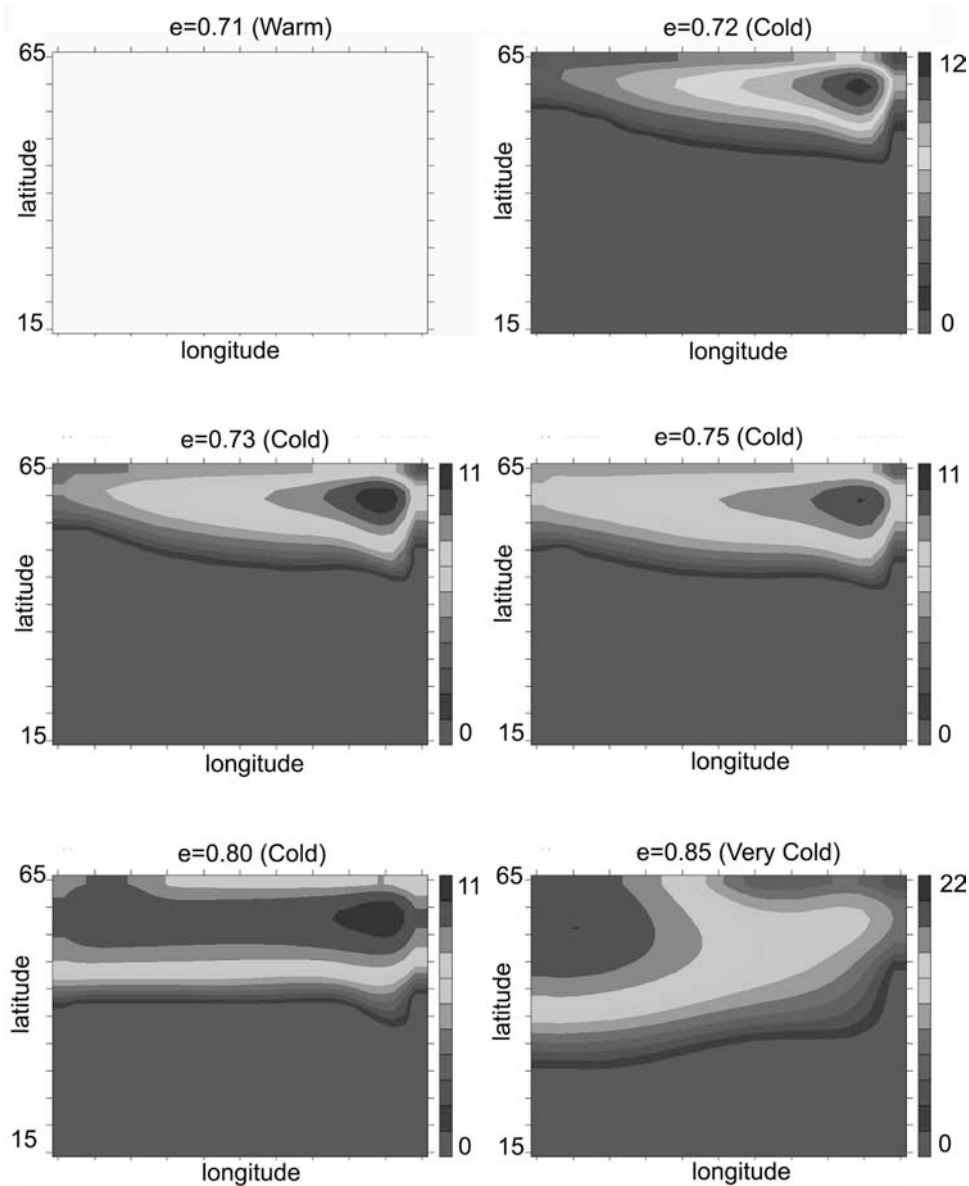 e=0.71 (Warm)
65
latitude
15
longitude
e=0.72 (Cold)
65
12
latitude
15
0
longitude
e=0.73 (Cold)
65
11
latitude
15
0
longitude
e=0.75 (Cold)
65
11
latitude
15
0
longitude
e=0.80 (Cold)
65
11
latitude
15
0
longitude
e=0.85 (Very Cold)
65
22
latitude
15
0
longitude